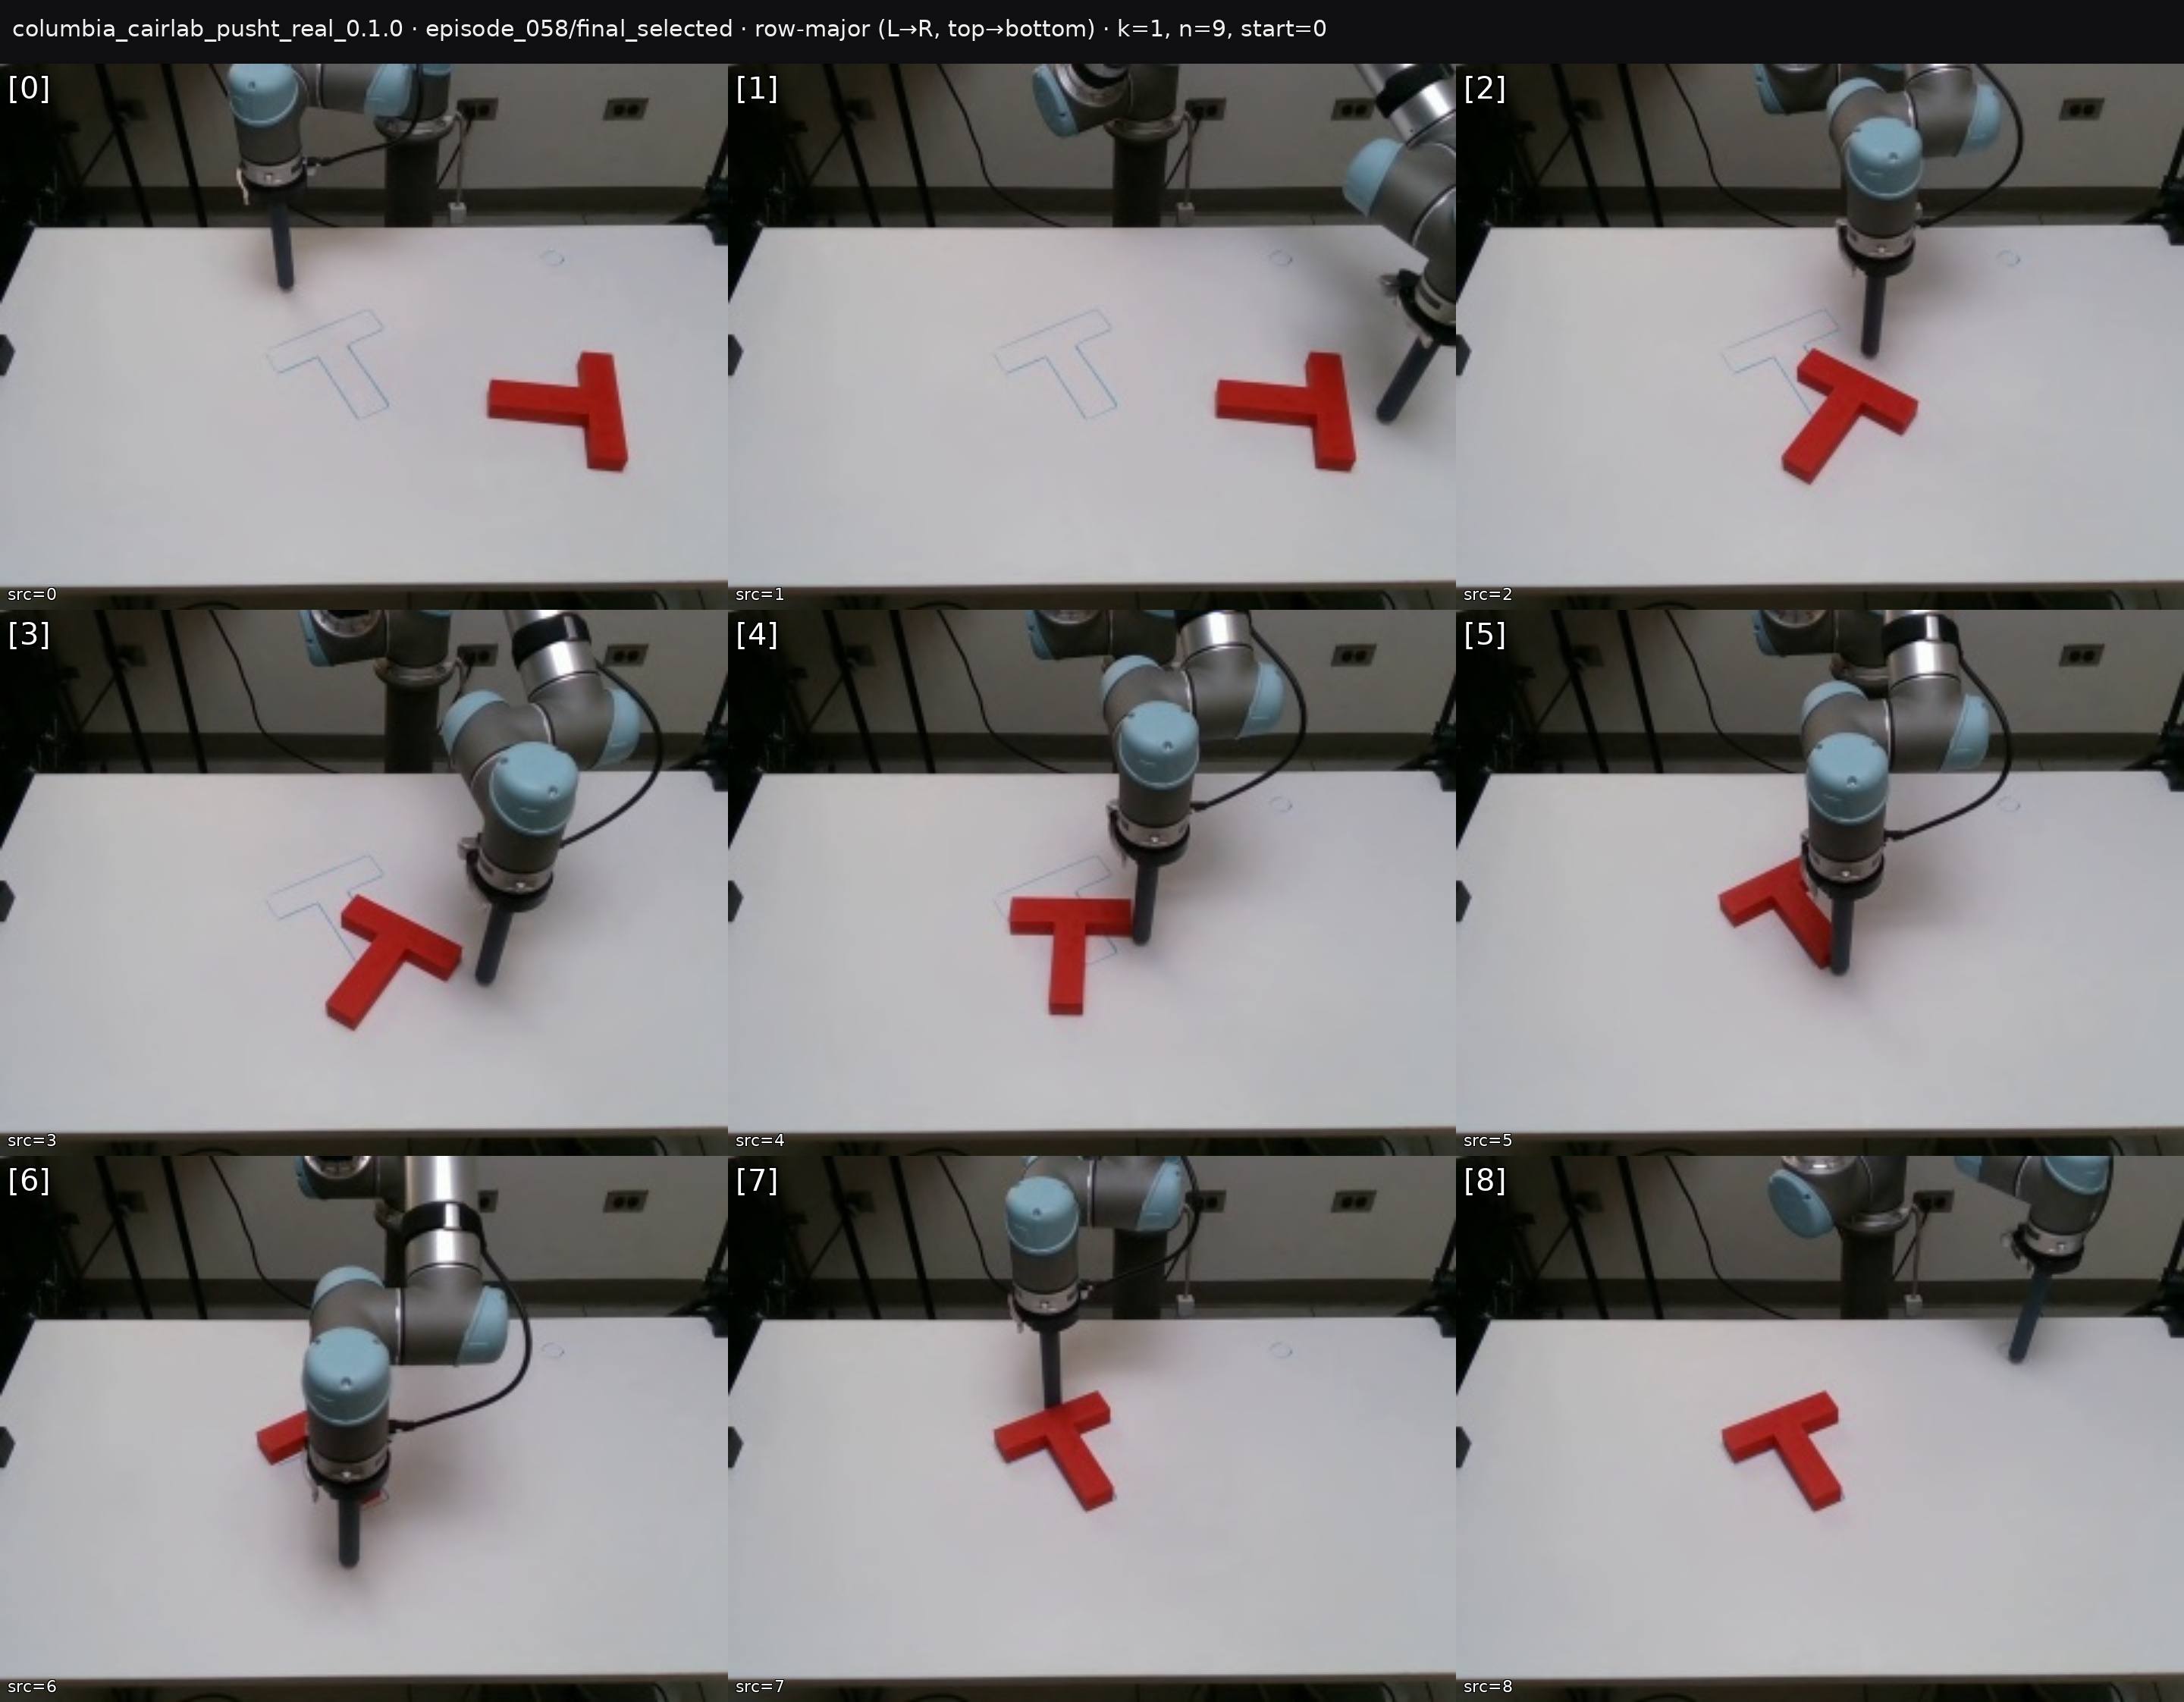 columbia_cairlab_pusht_real_0.1.0 · episode_058/final_selected · row-major (L→R, top→bottom) · k=1, n=9, start=0
[0]
[1]
[2]
src=0
src=1
src=2
[3]
[4]
[5]
src=3
src=4
src=5
[6]
[7]
[8]
src=6
src=7
src=8